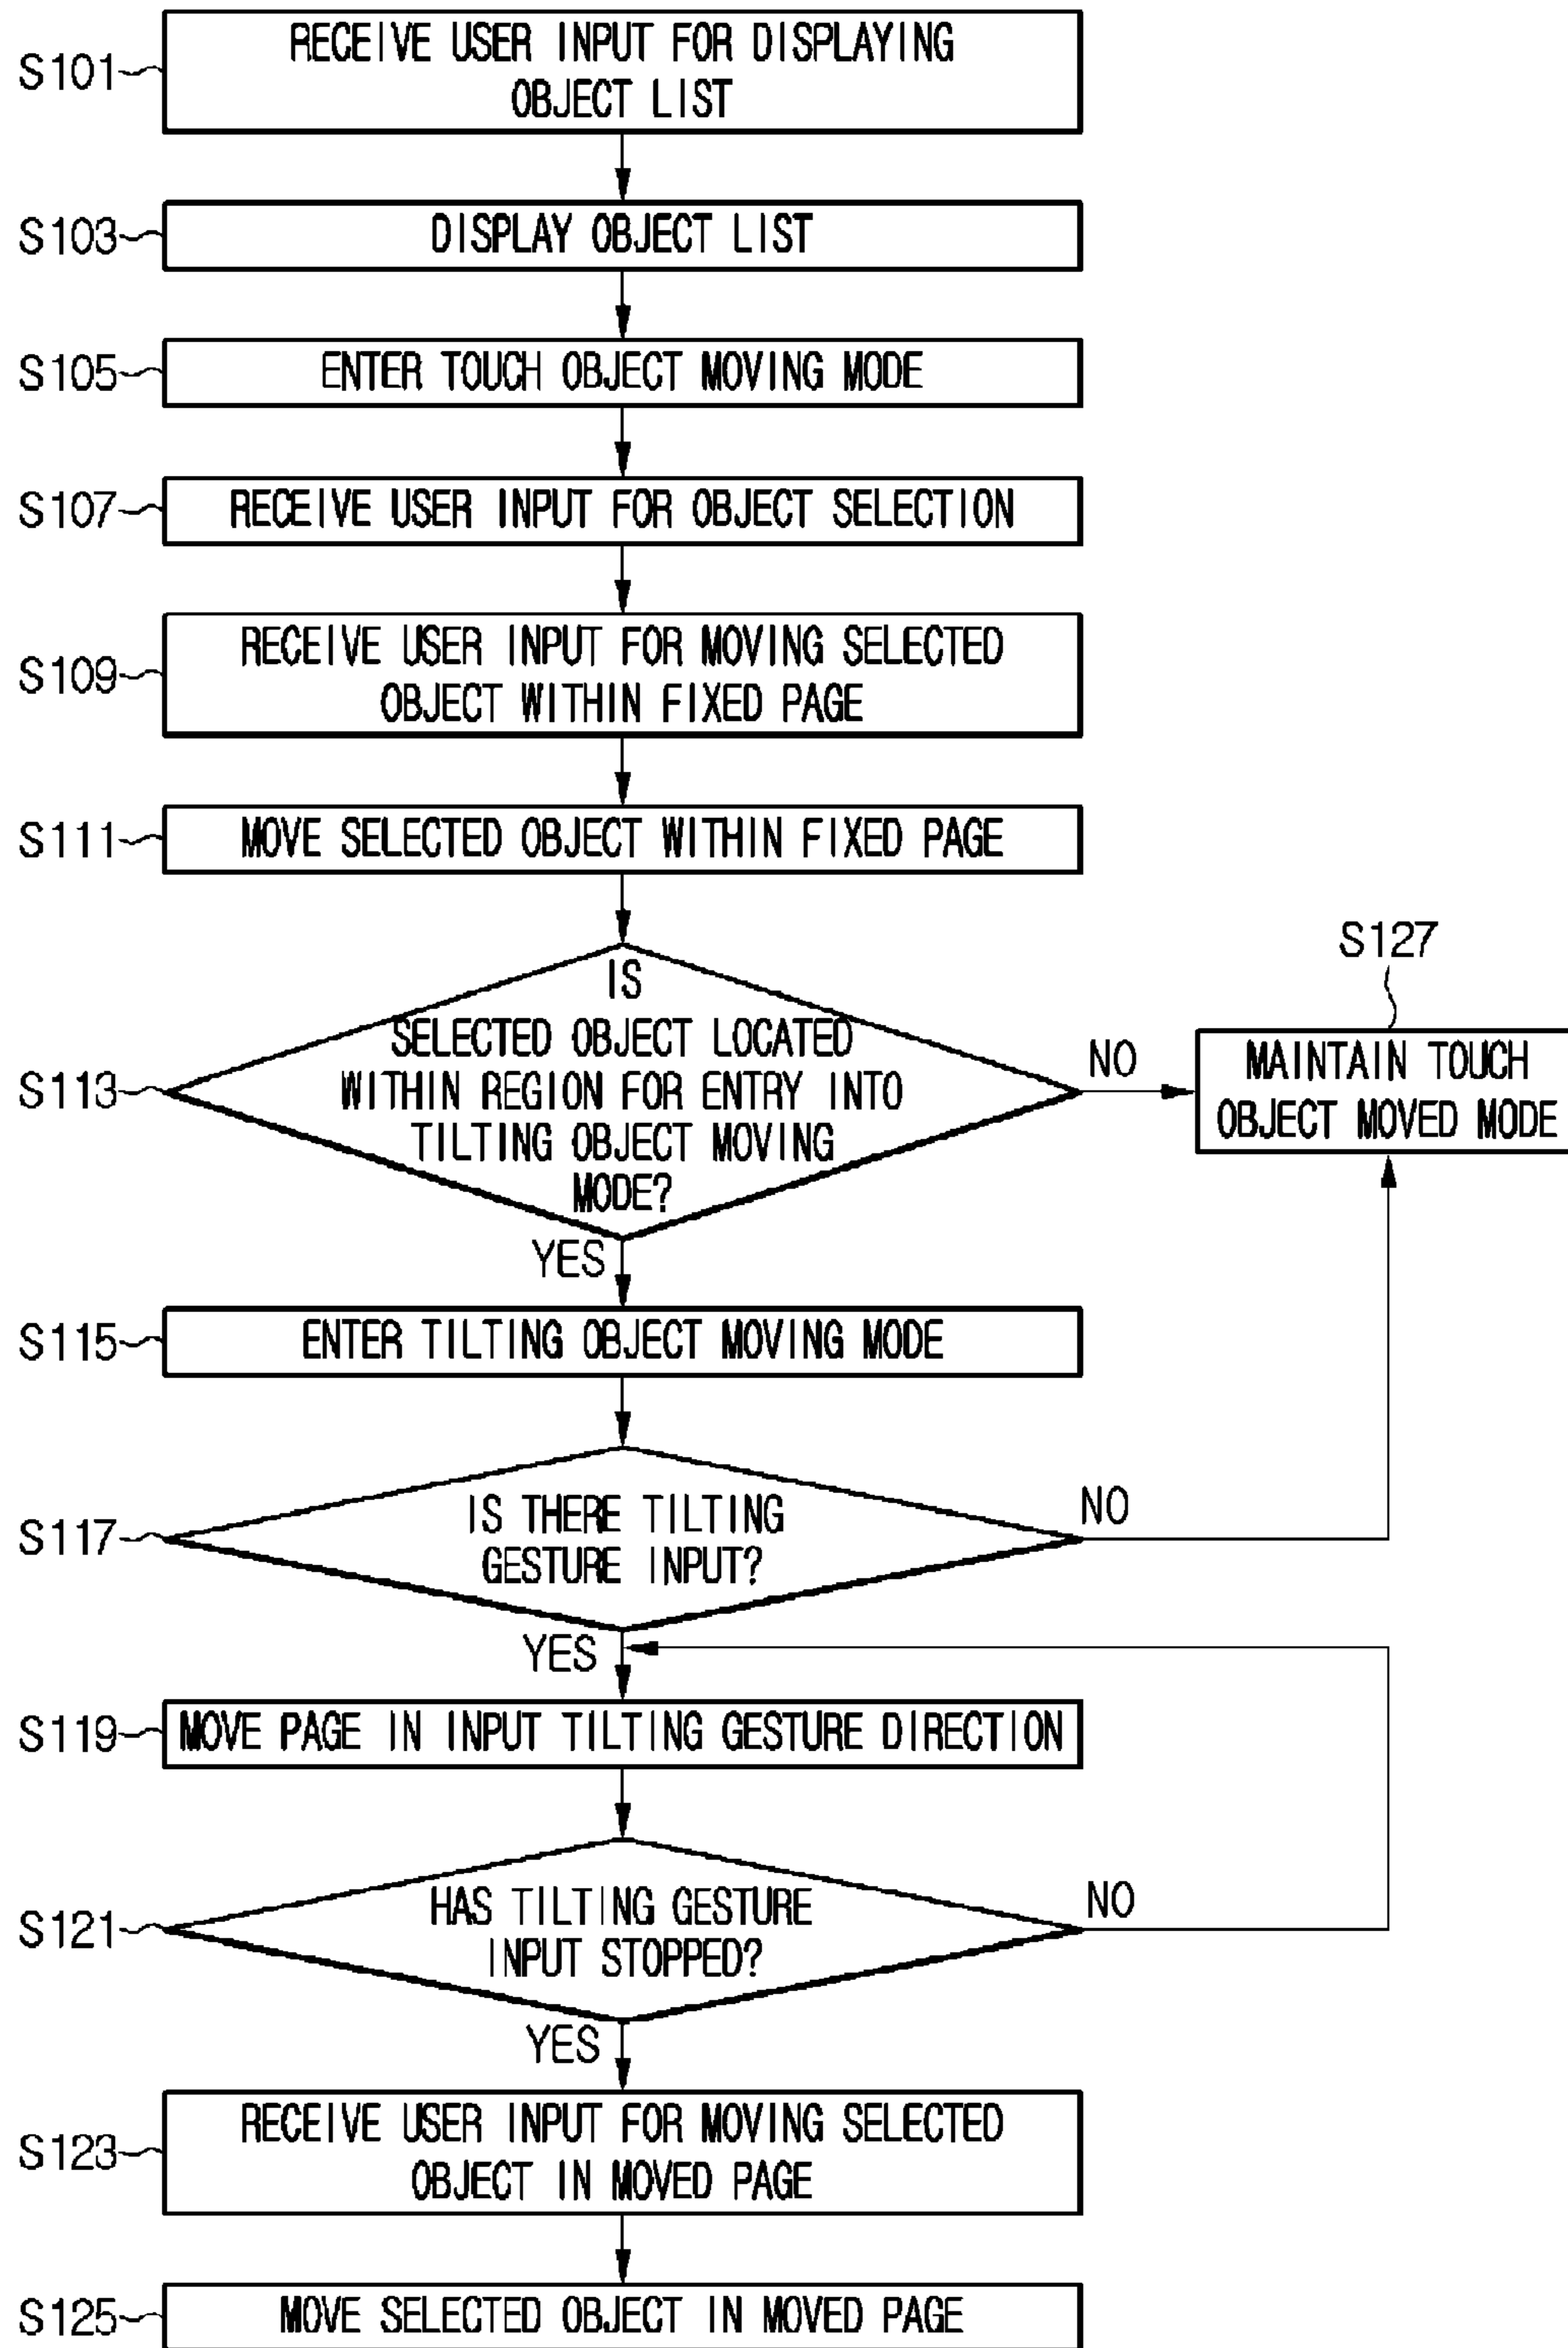 S101
RECEIVE USER INPUT FOR DISPLAYING
OBJECT LIST
S103
DISPLAY OBJECT LIST
S105
ENTER TOUCH OBJECT MOVING MODE
S107
RECEIVE USER INPUT FOR OBJECT SELECTION
S109
RECEIVE USER INPUT FOR MOVING SELECTED
OBJECT WITHIN FIXED PAGE
S111
MOVE SELECTED OBJECT WITHIN FIXED PAGE
S113
IS
SELECTED OBJECT LOCATED
WITHIN REGION FOR ENTRY INTO
TILTING OBJECT MOVING
MODE?
NO
S127
MAINTAIN TOUCH
OBJECT MOVED MODE
YES
S115
ENTER TILTING OBJECT MOVING MODE
S117
IS THERE TILTING
GESTURE INPUT?
NO
YES
S119
MOVE PAGE IN INPUT TILTING GESTURE DIRECTION
S121
HAS TILTING GESTURE
INPUT STOPPED?
NO
YES
S123
RECEIVE USER INPUT FOR MOVING SELECTED
OBJECT IN MOVED PAGE
S125
MOVE SELECTED OBJECT IN MOVED PAGE